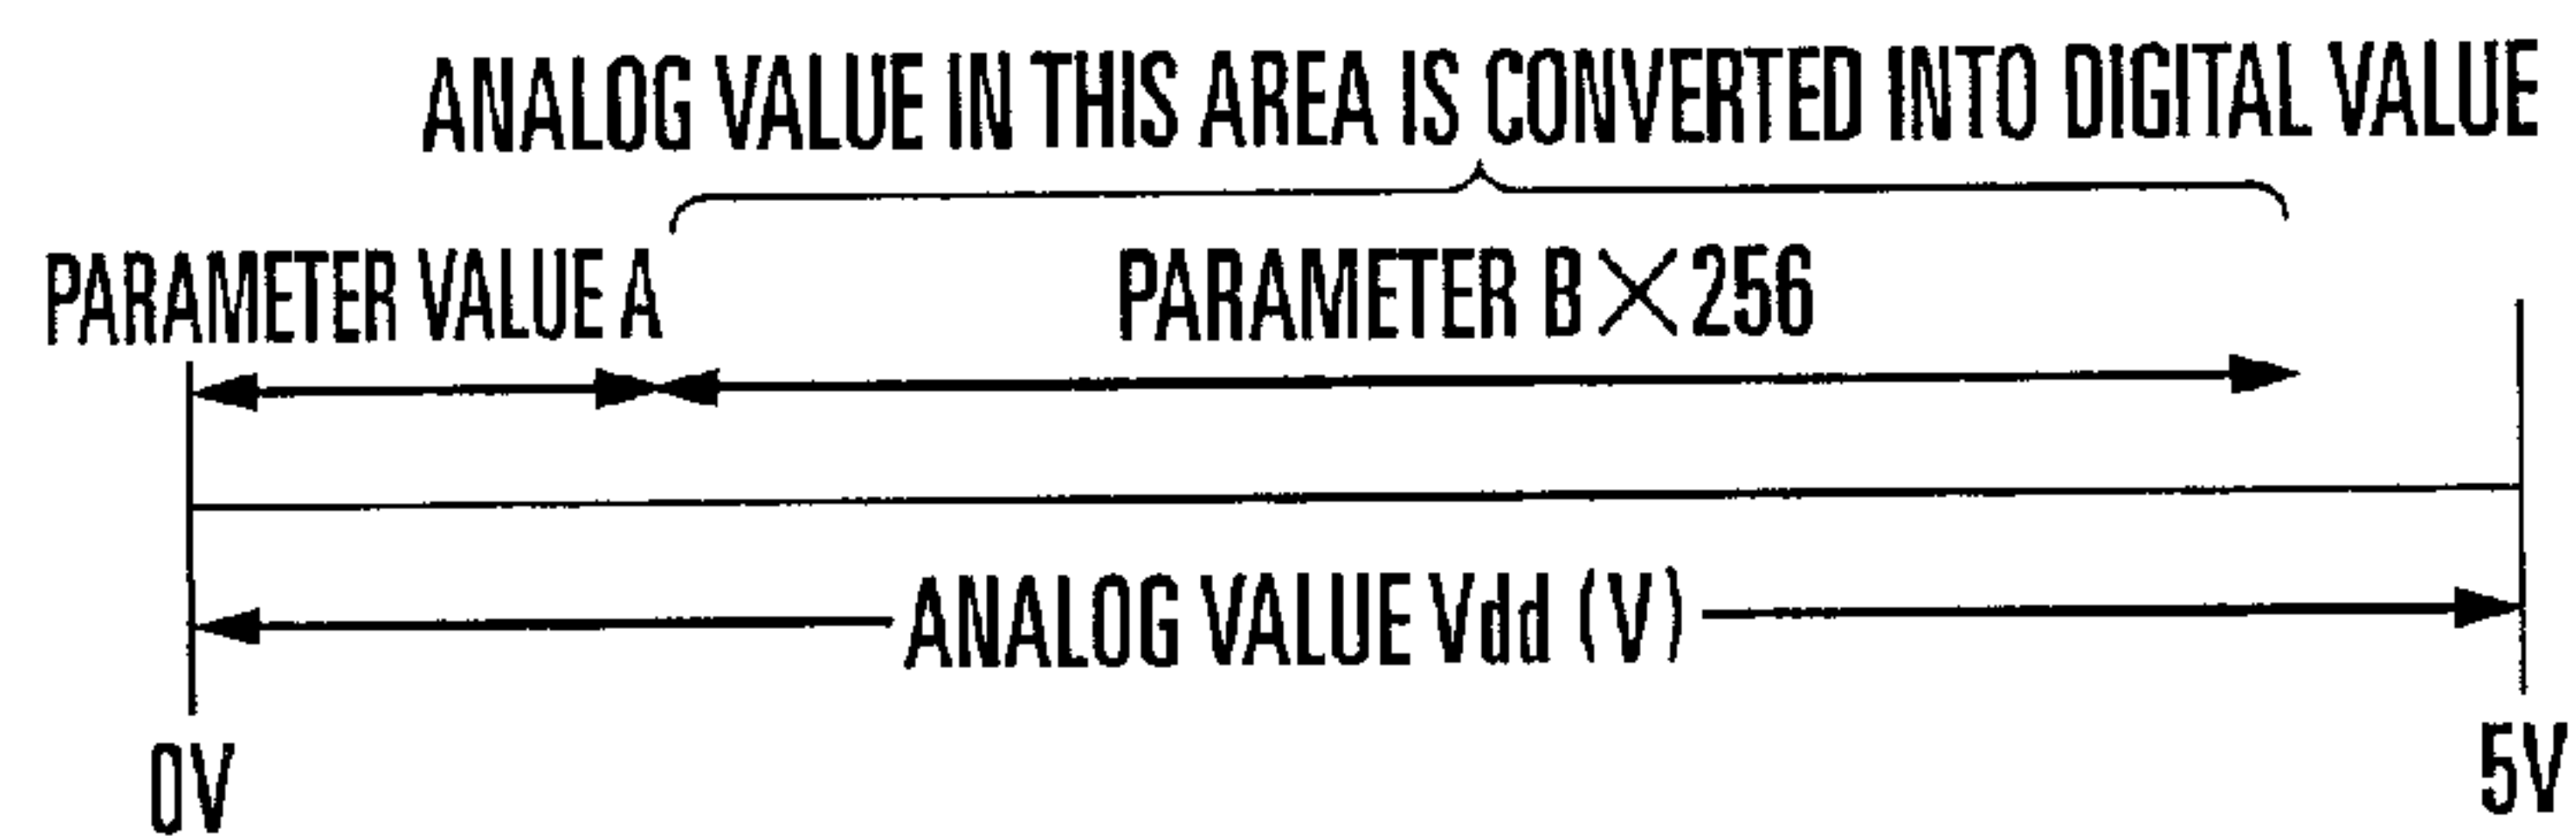 ANALOG VALUE IN THIS AREA IS CONVERTED INTO DIGITAL VALUE
PARAMETER VALUE A
PARAMETER B×256
ANALOG VALUE Vdd (V)
0V
5V